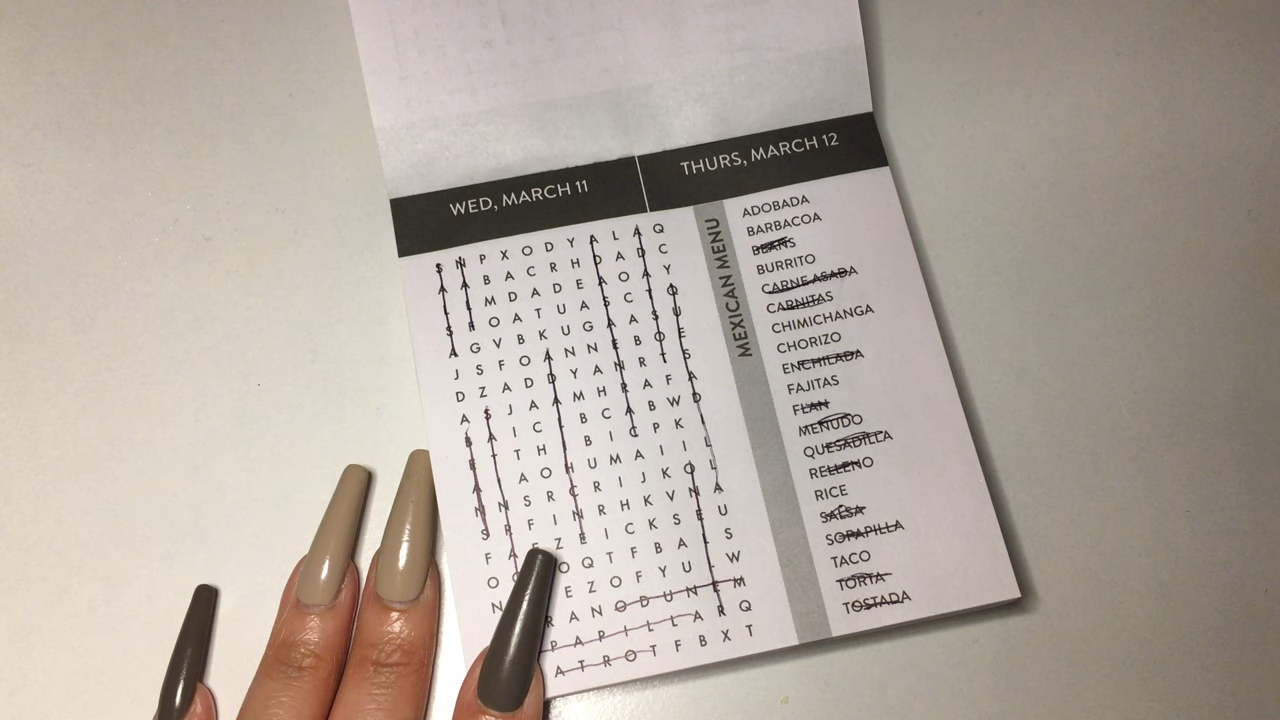 WED, MARCH 11
THURS, MARCH 12
S N P X O D Y A L A Q
A A B A C R H D A D C
L L M D A D E A O A Y
S F O A T U A S C T Q
A G V B K U G A A S U
J S F O A N N E B O E
D Z A D D Y A N R T S
A S J A A M H R A F A
B A I C L B C A B W D
E T T H I B I C P K I
A I A O H U M A I I L
N N S R C R I J K O L
S R F I N R H K V N A
F A F Z E I C K S E U
O C O Q T F B A L S
N E Z O F Y U L W
R A N O D U N E M
P A P I L L A R Q
A T R O T F B X T
MEXICAN MENU
ADOBADA
BARBACOA
BEANS
BURRITO
CARNE ASADA
CARNITAS
CHIMICHANGA
CHORIZO
ENCHILADA
FAJITAS
FLAN
MENUDO
QUESADILLA
RELLENO
RICE
SALSA
SOPAPILLA
TACO
TORTA
TOSTADA